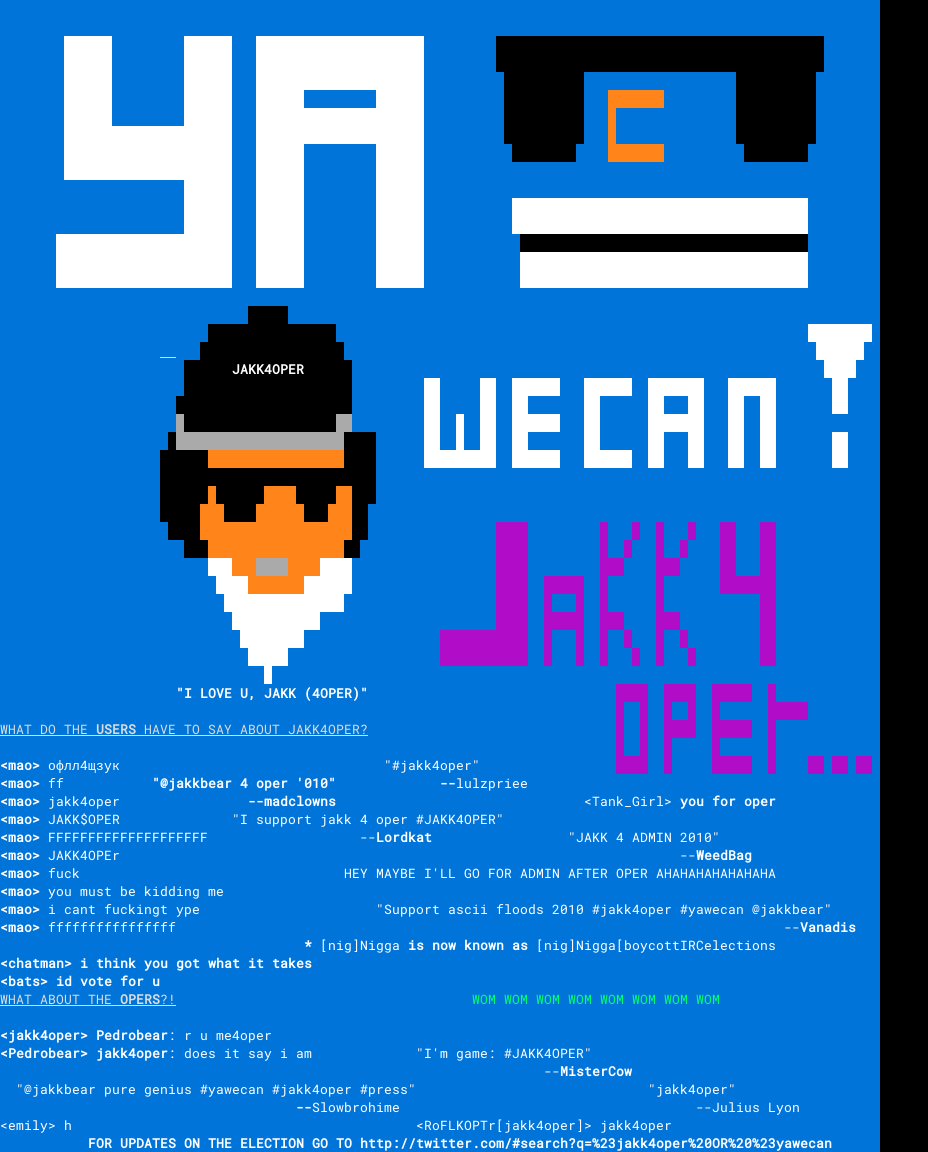 YA
WECAN!
JAKK4OPER
JAKK4
OPEr...
"I LOVE U, JAKK (4OPER)"
WHAT DO THE USERS HAVE TO SAY ABOUT JAKK4OPER?
<mao> офлл4щзук "#jakk4oper"
<mao> ff "@jakkbear 4 oper '010" --lulzpriee
<mao> jakk4oper --madclowns <Tank_Girl> you for oper
<mao> JAKK$OPER "I support jakk 4 oper #JAKK4OPER"
<mao> FFFFFFFFFFFFFFFFFFFF --Lordkat "JAKK 4 ADMIN 2010"
<mao> JAKK4OPEr --WeedBag
<mao> fuck HEY MAYBE I'LL GO FOR ADMIN AFTER OPER AHAHAHAHAHAHAHA
<mao> you must be kidding me
<mao> i cant fuckingt ype "Support ascii floods 2010 #jakk4oper #yawecan @jakkbear"
<mao> ffffffffffffffff --Vanadis
* [nig]Nigga is now known as [nig]Nigga[boycottIRCelections
<chatman> i think you got what it takes
<bats> id vote for u
WHAT ABOUT THE OPERS?! WOM WOM WOM WOM WOM WOM WOM WOM
<jakk4oper> Pedrobear: r u me4oper
<Pedrobear> jakk4oper: does it say i am "I'm game: #JAKK4OPER"
--MisterCow
"@jakkbear pure genius #yawecan #jakk4oper #press" "jakk4oper"
--Slowbrohime --Julius Lyon
<emily> h <RoFLKOPTr[jakk4oper]> jakk4oper
FOR UPDATES ON THE ELECTION GO TO http://twitter.com/#search?q=%23jakk4oper%20OR%20%23yawecan